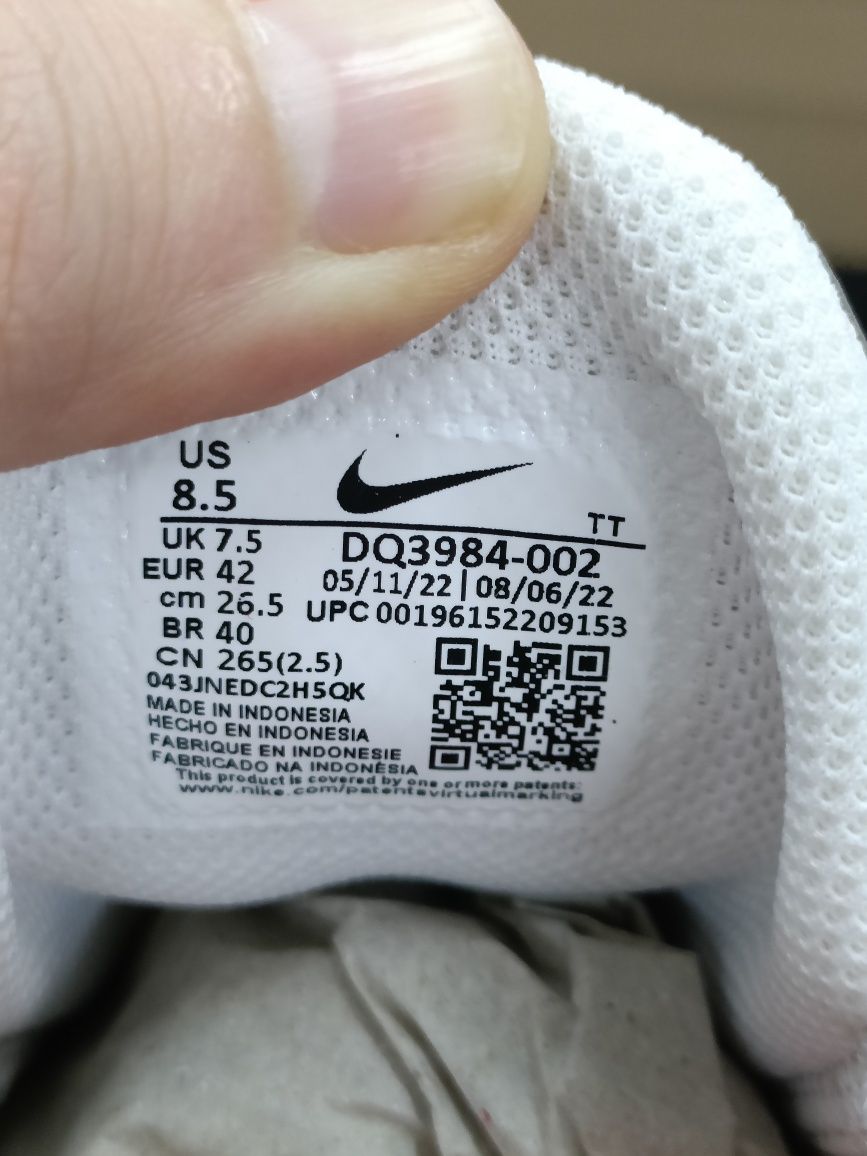 US
8.5
TT
UK 7.5
DQ3984-002
EUR 42
05/11/22 | 08/06/22
cm 26.5
UPC 00196152209153
BR 40
CN 265(2.5)
043JNEDC2H5QK
MADE IN INDONESIA
HECHO EN INDONESIA
FABRIQUE EN INDONESIE
FABRICADO NA INDONÉSIA
This product is covered by one or more patents:
www.nike.com/patentsvirtualmarking